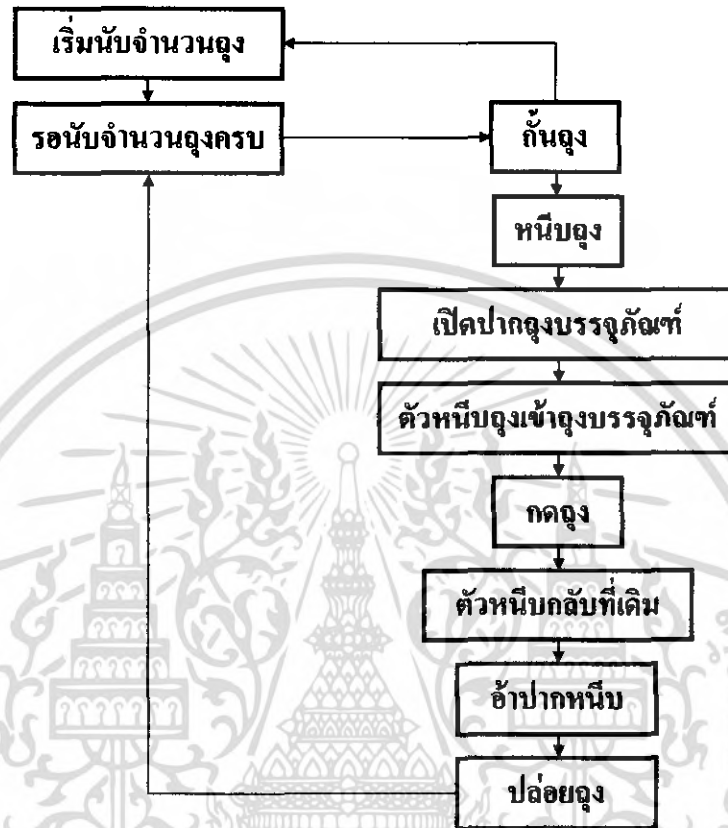 เริ่มนับจำนวนถุง
รอนับจำนวนถุงครบ
กั้นถุง
หนีบถุง
เปิดปากถุงบรรจุภัณฑ์
ตัวหนีบถุงเข้าถุงบรรจุภัณฑ์
กดถุง
ตัวหนีบกลับที่เดิม
อ้าปากหนีบ
ปล่อยถุง